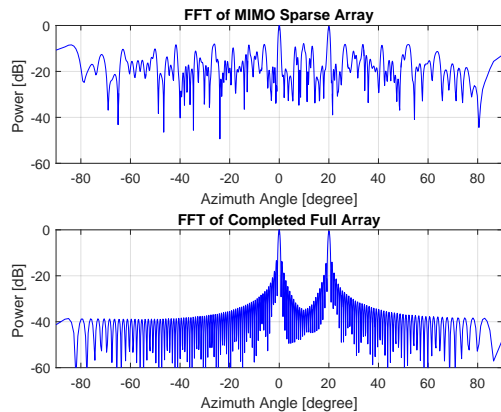 FFT of MIMO Sparse Array
0
-20
-40
-60
Power [dB]
-80 -60 -40 -20 0 20 40 60 80
Azimuth Angle [degree]
FFT of Completed Full Array
0
-20
-40
-60
Power [dB]
-80 -60 -40 -20 0 20 40 60 80
Azimuth Angle [degree]